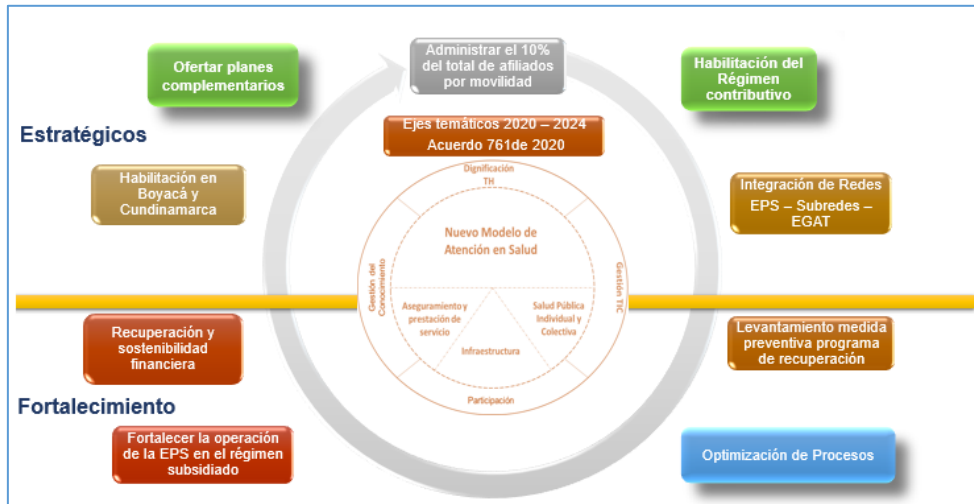 Ofertar planes
complementarios
Administrar el 10%
del total de afiliados
por movilidad
Habilitación del
Régimen
contributivo
Estratégicos
Ejes temáticos 2020 – 2024
Acuerdo 761de 2020
Habilitación en
Boyacá y
Cundinamarca
Integración de Redes
EPS – Subredes –
EGAT
Dignificación
TH
Nuevo Modelo de
Atención en Salud
Gestión del
Conocimiento
Gestión TIC
Aseguramiento y
prestación de
servicio
Salud Pública
Individual y
Colectiva
Infraestructura
Participación
Recuperación y
sostenibilidad
financiera
Levantamiento medida
preventiva programa
de recuperación
Fortalecimiento
Fortalecer la operación
de la EPS en el régimen
subsidiado
Optimización de Procesos